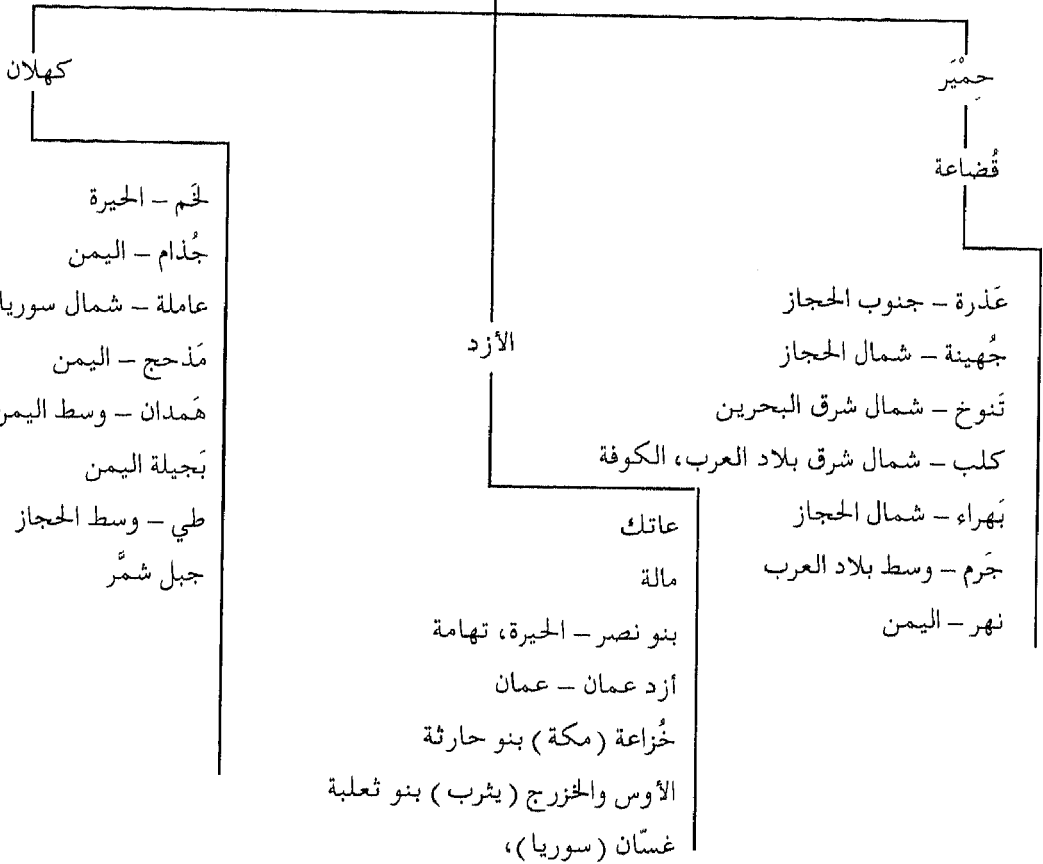 حِمْيَر
قُضاعة
عَذرة – جنوب الحجاز
جُهينة – شمال الحجاز
تَنوخ – شمال شرق البحرين
كلب – شمال شرق بلاد العرب، الكوفة
بَهراء – شمال الحجاز
جَرم – وسط بلاد العرب
نهر – اليمن
الأزد
عاتك
مالة
بنو نصر – الحيرة، تهامة
أزد عمان – عمان
خُزاعة (مكة) بنو حارثة
الأوس والخزرج (يثرب) بنو ثعلبة
غسّان (سوريا)،
كهلان
لخَم – الحيرة
جُذام – اليمن
عاملة – شمال سوريا
مَذحج – اليمن
هَمدان – وسط اليمن
بَجيلة اليمن
طي – وسط الحجاز
جبل شمَّر